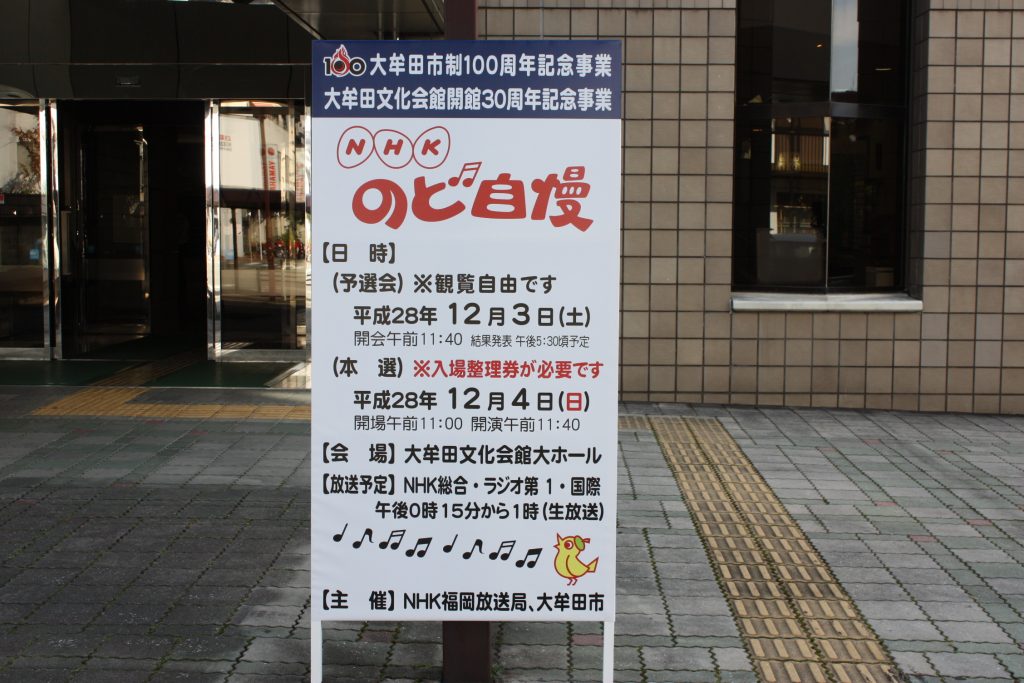 100 大牟田市制100周年記念事業
大牟田文化会館開館30周年記念事業
NHK
のど自慢
【日　時】
(予選会)※観覧自由です
平成28年 12月3日(土)
開会午前11:40 結果発表 午後5:30頃予定
(本　選)※入場整理券が必要です
平成28年 12月4日(日)
開場午前11:00 開演午前11:40
【会　場】大牟田文化会館大ホール
【放送予定】NHK総合・ラジオ第1・国際
午後0時15分から1時(生放送)
【主　催】NHK福岡放送局、大牟田市